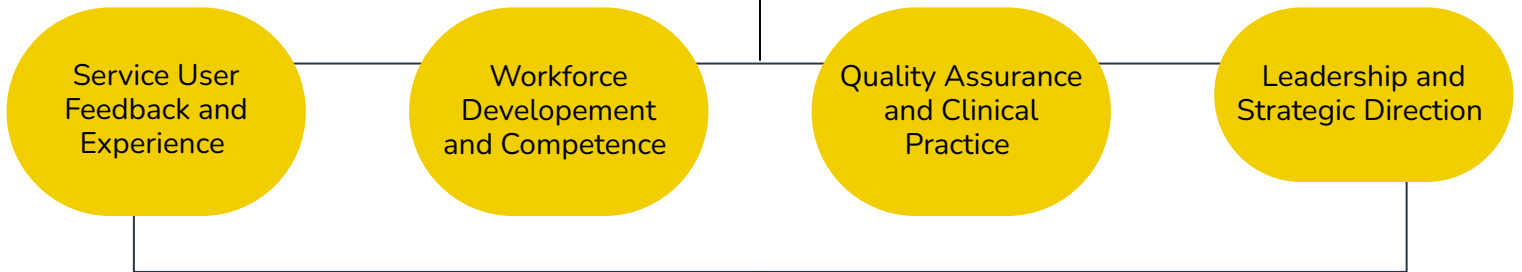 Service User
Feedback and
Experience
Workforce
Developement
and Competence
Quality Assurance
and Clinical
Practice
Leadership and
Strategic Direction